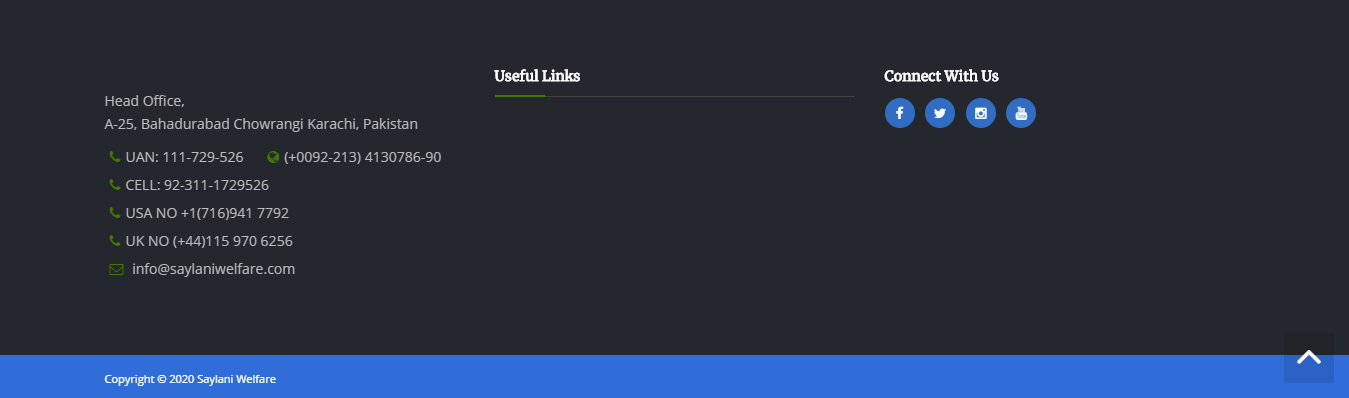 Head Office,
A-25, Bahadurabad Chowrangi Karachi, Pakistan
UAN: 111-729-526 (+0092-213) 4130786-90
CELL: 92-311-1729526
USA NO +1(716)941 7792
UK NO (+44)115 970 6256
info@saylaniwelfare.com
Useful Links
Connect With Us
Copyright © 2020 Saylani Welfare